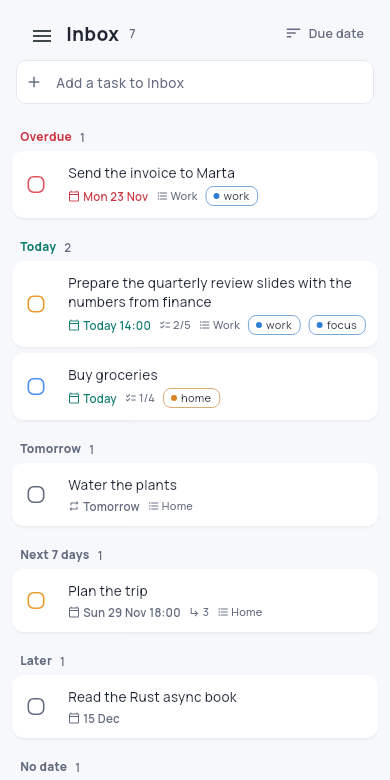 Inbox 7 Due date
Add a task to Inbox
Overdue 1
Send the invoice to Marta
Mon 23 Nov Work work
Today 2
Prepare the quarterly review slides with the
numbers from finance
Today 14:00 2/5 Work work focus
Buy groceries
Today 1/4 home
Tomorrow 1
Water the plants
Tomorrow Home
Next 7 days 1
Plan the trip
Sun 29 Nov 18:00 3 Home
Later 1
Read the Rust async book
15 Dec
No date 1